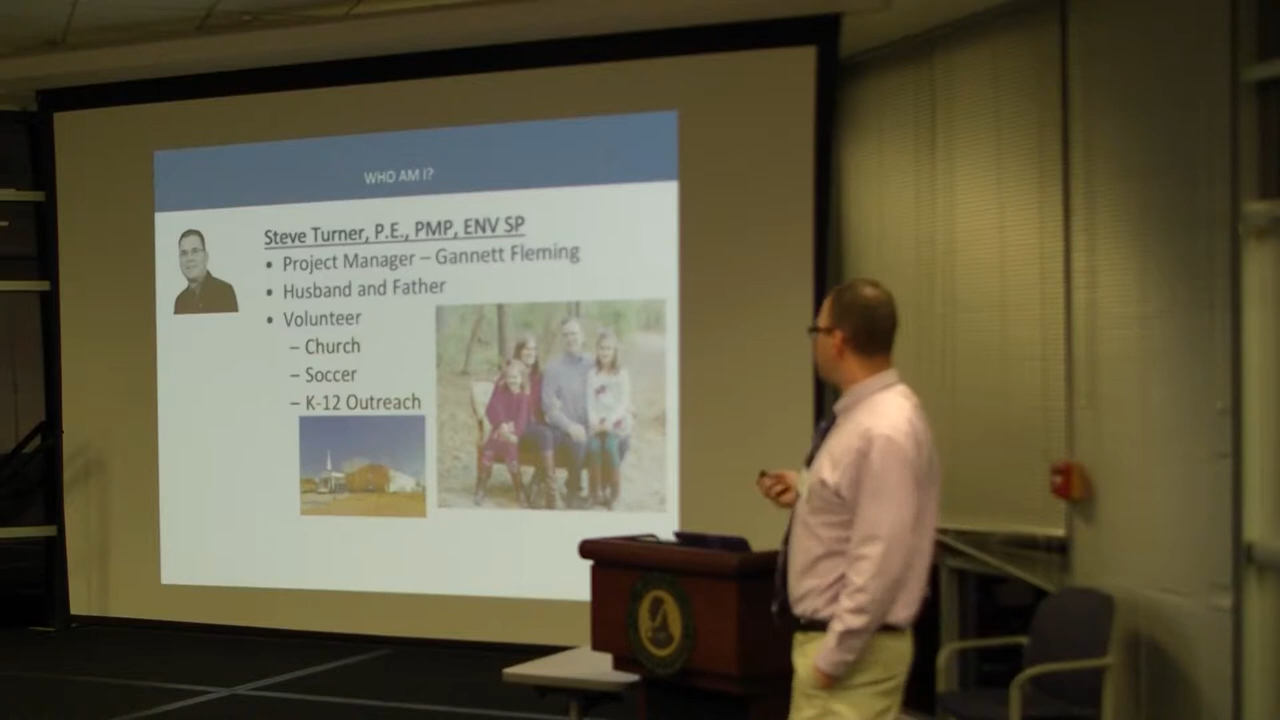 WHO AM I?
Steve Turner, P.E., PMP, ENV SP
• Project Manager – Gannett Fleming
• Husband and Father
• Volunteer
– Church
– Soccer
– K-12 Outreach